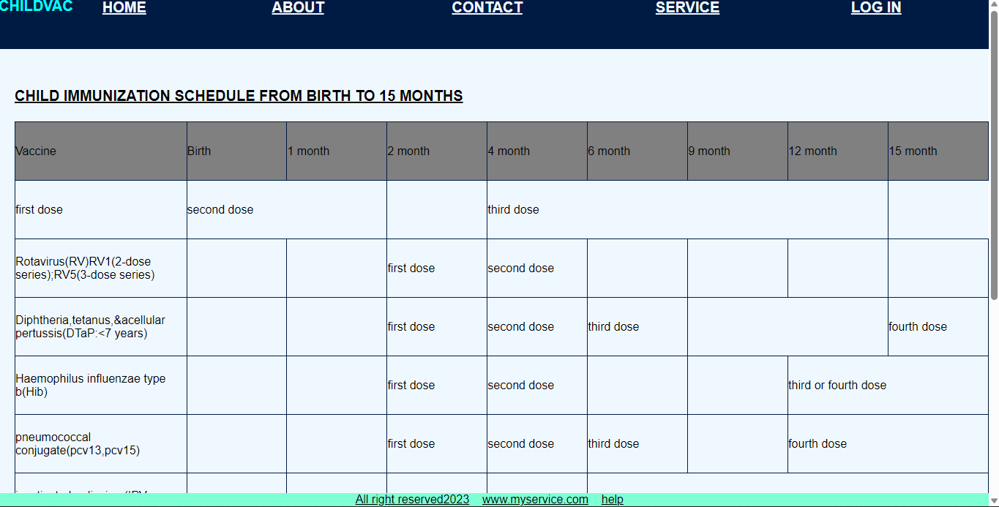 CHILDVAC HOME ABOUT CONTACT SERVICE LOG IN
CHILD IMMUNIZATION SCHEDULE FROM BIRTH TO 15 MONTHS
Vaccine Birth 1 month 2 month 4 month 6 month 9 month 12 month 15 month
first dose second dose third dose
Rotavirus(RV)RV1(2-dose
series);RV5(3-dose series) first dose second dose
Diphtheria,tetanus,&acellular
pertussis(DTaP:<7 years) first dose second dose third dose fourth dose
Haemophilus influenzae type
b(Hib) first dose second dose third or fourth dose
pneumococcal
conjugate(pcv13,pcv15) first dose second dose third dose fourth dose
All right reserved2023 www.myservice.com help